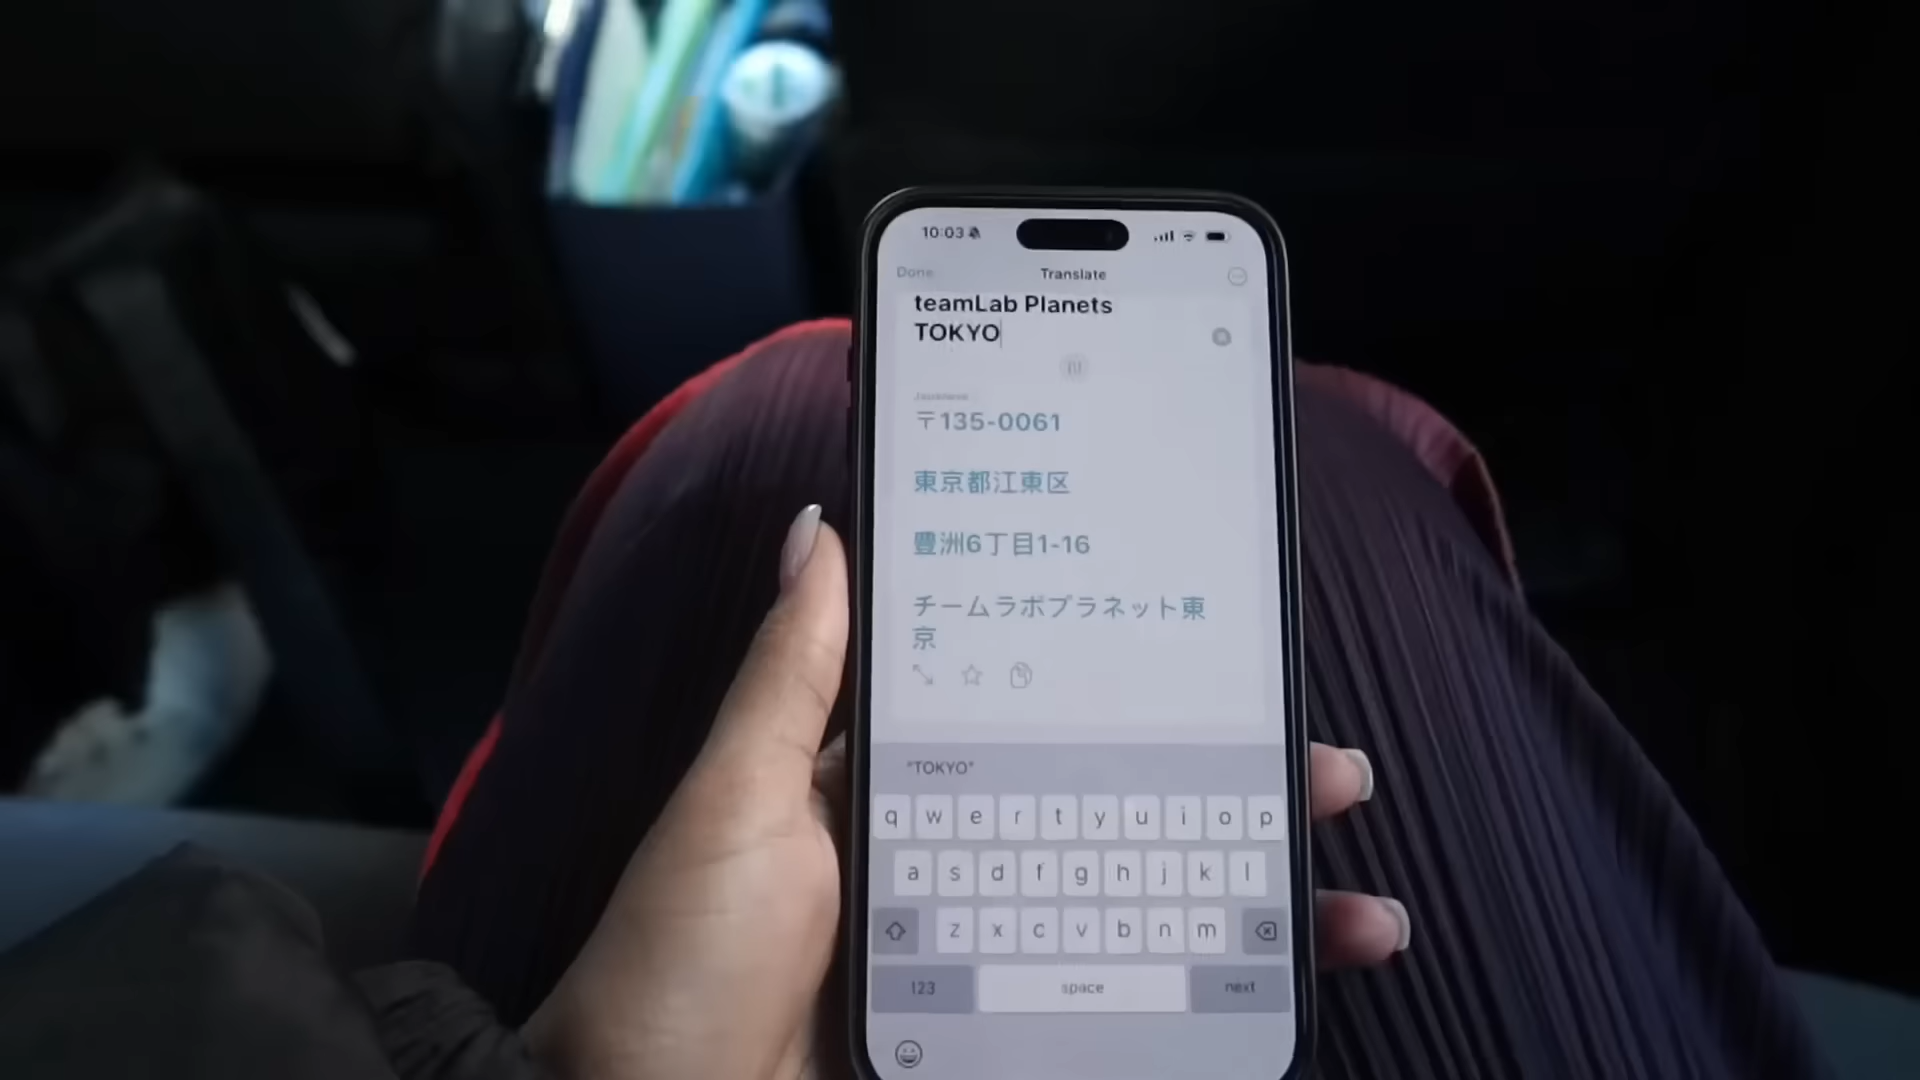 10:03
Done
Translate
teamLab Planets
TOKYO
Japanese
〒135-0061
東京都江東区
豊洲6丁目1-16
チームラボプラネット東
京
"TOKYO"
q w e r t y u i o p
a s d f g h j k l
z x c v b n m
123 space next